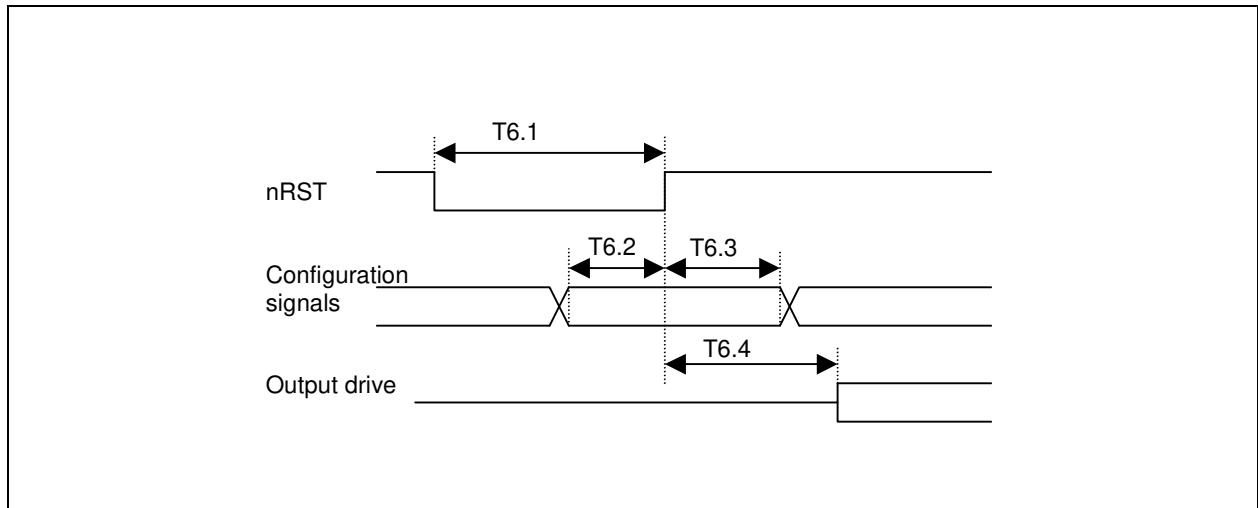 T6.1
nRST
T6.2
T6.3
Configuration
signals
T6.4
Output drive